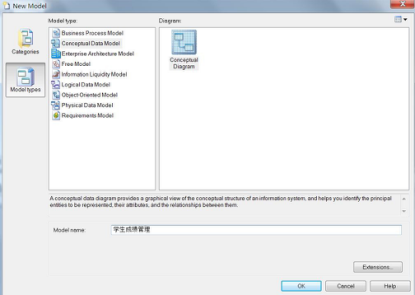 New Model
Model type:
Diagram:
Categories
Model types
Business Process Model
Conceptual Data Model
Enterprise Architecture Model
Free Model
Information Liquidity Model
Logical Data Model
Object-Oriented Model
Physical Data Model
Requirements Model
Conceptual
Diagram
A conceptual data diagram provides a graphical view of the conceptual structure of an information system, and helps you identify the principal
entities to be represented, their attributes, and the relationships between them.
Model name:
学生成绩管理
Extensions...
OK
Cancel
Help